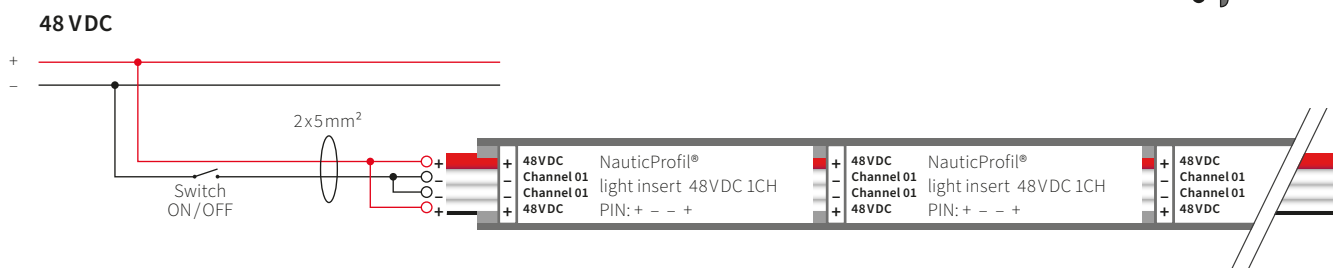 48 VDC
+
–
2x5mm²
Switch
ON/OFF
+
–
–
+
+
–
–
+
48VDC
Channel 01
Channel 01
48VDC
NauticProfil®
light insert 48VDC 1CH
PIN: + – – +
+
–
–
+
48VDC
Channel 01
Channel 01
48VDC
NauticProfil®
light insert 48VDC 1CH
PIN: + – – +
+
–
–
+
48VDC
Channel 01
Channel 01
48VDC